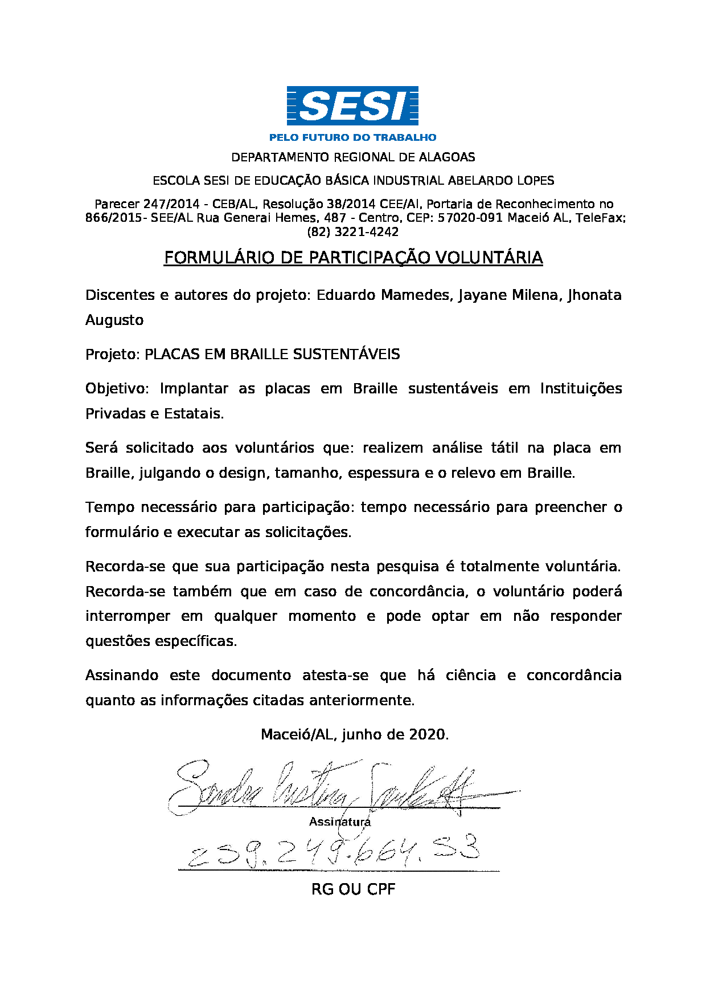 SESI
PELO FUTURO DO TRABALHO
DEPARTAMENTO REGIONAL DE ALAGOAS
ESCOLA SESI DE EDUCAÇÃO BÁSICA INDUSTRIAL ABELARDO LOPES
Parecer 247/2014 - CEB/AL, Resolução 38/2014 CEE/Al, Portaria de Reconhecimento no
866/2015- SEE/AL Rua Generai Hemes, 487 - Centro, CEP: 57020-091 Maceió AL, TeleFax;
(82) 3221-4242
FORMULÁRIO DE PARTICIPAÇÃO VOLUNTÁRIA
Discentes e autores do projeto: Eduardo Mamedes, Jayane Milena, Jhonata
Augusto
Projeto: PLACAS EM BRAILLE SUSTENTÁVEIS
Objetivo: Implantar as placas em Braille sustentáveis em Instituições
Privadas e Estatais.
Será solicitado aos voluntários que: realizem análise tátil na placa em
Braille, julgando o design, tamanho, espessura e o relevo em Braille.
Tempo necessário para participação: tempo necessário para preencher o
formulário e executar as solicitações.
Recorda-se que sua participação nesta pesquisa é totalmente voluntária.
Recorda-se também que em caso de concordância, o voluntário poderá
interromper em qualquer momento e pode optar em não responder
questões específicas.
Assinando este documento atesta-se que há ciência e concordância
quanto as informações citadas anteriormente.
Maceió/AL, junho de 2020.
Sandra Cristina
Assinatura
259.249.664.53
RG OU CPF